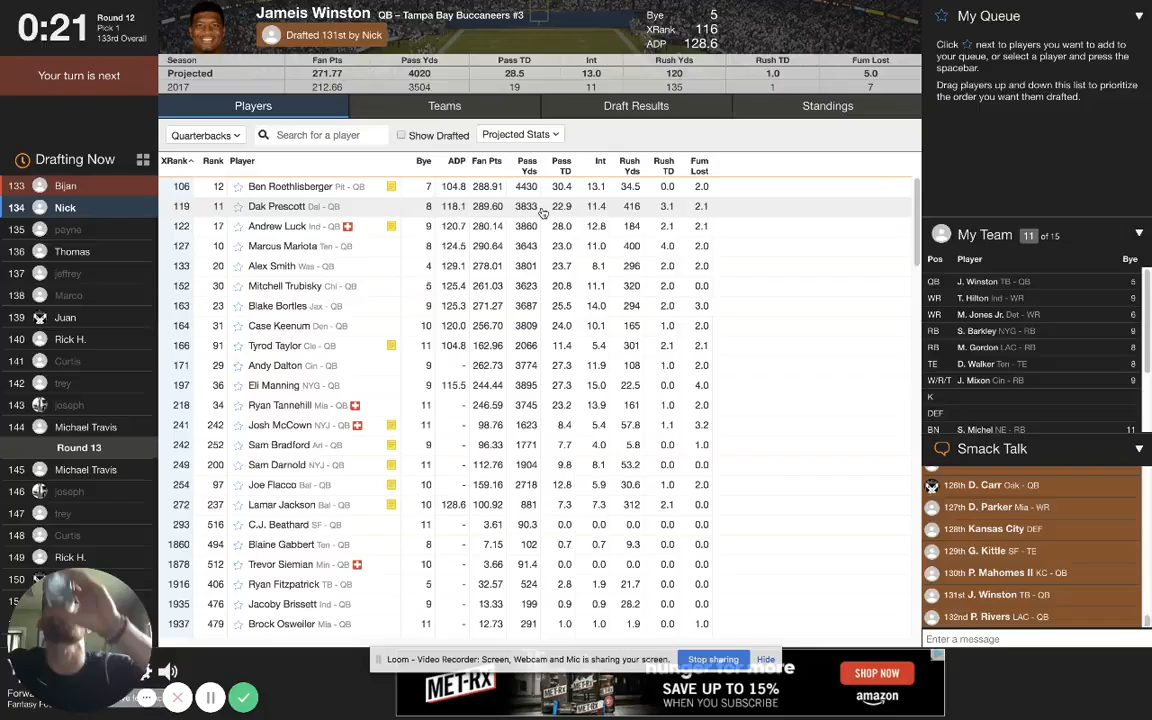 0:21
Round 12
Pick 1
133rd Overall
Your turn is next
Jameis Winston QB – Tampa Bay Buccaneers #3
Drafted 131st by Nick
Bye 5
XRank 116
ADP 128.6
Season Fan Pts Pass Yds Pass TD Int Rush Yds Rush TD Fum Lost
Projected 271.77 4020 28.5 13.0 120 1.0 5.0
2017 212.66 3504 19 11 135 1 7
Players Teams Draft Results Standings
Quarterbacks Search for a player Show Drafted Projected Stats
XRank Rank Player Bye ADP Fan Pts Pass Yds Pass TD Int Rush Yds Rush TD Fum Lost
106 12 Ben Roethlisberger Pit - QB 7 104.8 288.91 4430 30.4 13.1 34.5 0.0 2.0
119 11 Dak Prescott Dal - QB 8 118.1 289.60 3833 22.9 11.4 416 3.1 2.1
122 17 Andrew Luck Ind - QB 9 120.7 280.14 3860 28.0 12.8 184 2.1 2.1
127 10 Marcus Mariota Ten - QB 8 124.5 290.64 3643 23.0 11.0 400 4.0 2.0
133 20 Alex Smith Was - QB 4 129.1 278.01 3801 23.7 8.1 296 2.0 2.0
152 30 Mitchell Trubisky Chi - QB 5 125.4 261.03 3623 20.8 11.1 320 2.0 0.0
163 23 Blake Bortles Jax - QB 9 125.3 271.27 3687 25.5 14.0 294 2.0 3.0
164 31 Case Keenum Den - QB 10 120.0 256.70 3809 24.0 10.1 165 1.0 2.0
166 91 Tyrod Taylor Cle - QB 11 104.8 162.96 2066 11.4 5.4 301 2.1 2.1
171 29 Andy Dalton Cin - QB 9 - 262.73 3774 27.3 11.9 108 1.0 2.0
197 36 Eli Manning NYG - QB 9 115.5 244.44 3895 27.3 15.0 22.5 0.0 4.0
218 34 Ryan Tannehill Mia - QB 11 - 246.59 3745 23.2 13.9 161 1.0 2.0
241 242 Josh McCown NYJ - QB 11 - 98.76 1623 8.4 5.4 57.8 1.1 3.2
242 252 Sam Bradford Ari - QB 9 - 96.33 1771 7.7 4.0 5.8 0.0 1.0
249 200 Sam Darnold NYJ - QB 11 - 112.76 1904 9.8 8.1 53.2 0.0 0.0
254 97 Joe Flacco Bal - QB 10 - 159.16 2718 12.8 5.9 30.6 1.0 2.0
272 237 Lamar Jackson Bal - QB 10 128.6 100.92 881 7.3 7.3 312 2.1 0.0
293 516 C.J. Beathard SF - QB 11 - 3.61 90.3 0.0 0.0 0.0 0.0 0.0
1860 494 Blaine Gabbert Ten - QB 8 - 7.15 102 0.7 0.7 9.3 0.0 0.0
1878 512 Trevor Siemian Min - QB 10 - 3.66 91.4 0.0 0.0 0.0 0.0 0.0
1916 406 Ryan Fitzpatrick TB - QB 5 - 32.57 524 2.8 1.9 21.7 0.0 0.0
1935 476 Jacoby Brissett Ind - QB 9 - 13.33 199 0.9 0.9 28.2 0.0 0.0
1937 479 Brock Osweiler Mia - QB 11 - 12.73 291 1.0 1.0 1.9 0.0 0.0
Drafting Now
133 Bijan
134 Nick
135 payne
136 Thomas
137 jeffrey
138 Marco
139 Juan
140 Rick H.
141 Curtis
142 trey
143 joseph
144 Michael Travis
Round 13
145 Michael Travis
146 joseph
147 trey
148 Curtis
149 Rick H.
150
My Queue
Click next to players you want to add to
your queue, or select a player and press the
spacebar.
Drag players up and down this list to prioritize
the order you want them drafted.
My Team 11 of 15
Pos Player Bye
QB J. Winston TB - QB 5
WR T. Hilton Ind - WR 9
WR M. Jones Jr. Det - WR 6
RB S. Barkley NYG - RB 9
RB M. Gordon LAC - RB 8
TE D. Walker Ten - TE 8
W/R/T J. Mixon Cin - RB 9
K
DEF
BN S. Michel NE - RB 11
Smack Talk
126th D. Carr Oak - QB
127th D. Parker Mia - WR
128th Kansas City DEF
129th G. Kittle SF - TE
130th P. Mahomes II KC - QB
131st J. Winston TB - QB
132nd P. Rivers LAC - QB
Enter a message
Loom - Video Recorder: Screen, Webcam and Mic is sharing your screen. Stop sharing Hide
MET-RX
hunger for more
SAVE UP TO 15%
WHEN YOU SUBSCRIBE
SHOP NOW
amazon